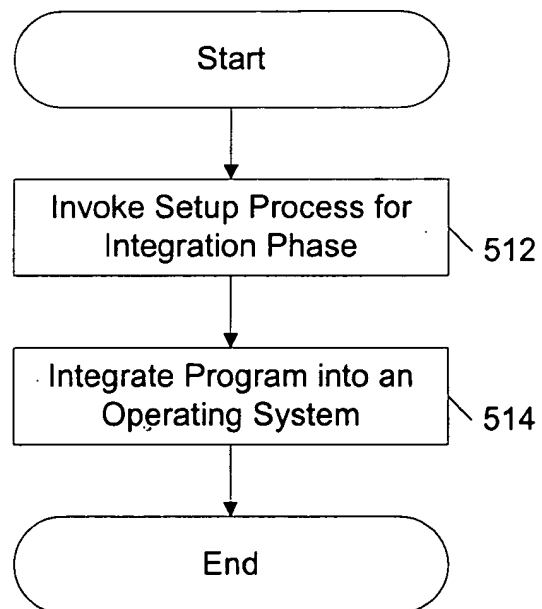 Start
Invoke Setup Process for
Integration Phase
512
Integrate Program into an
Operating System
514
End